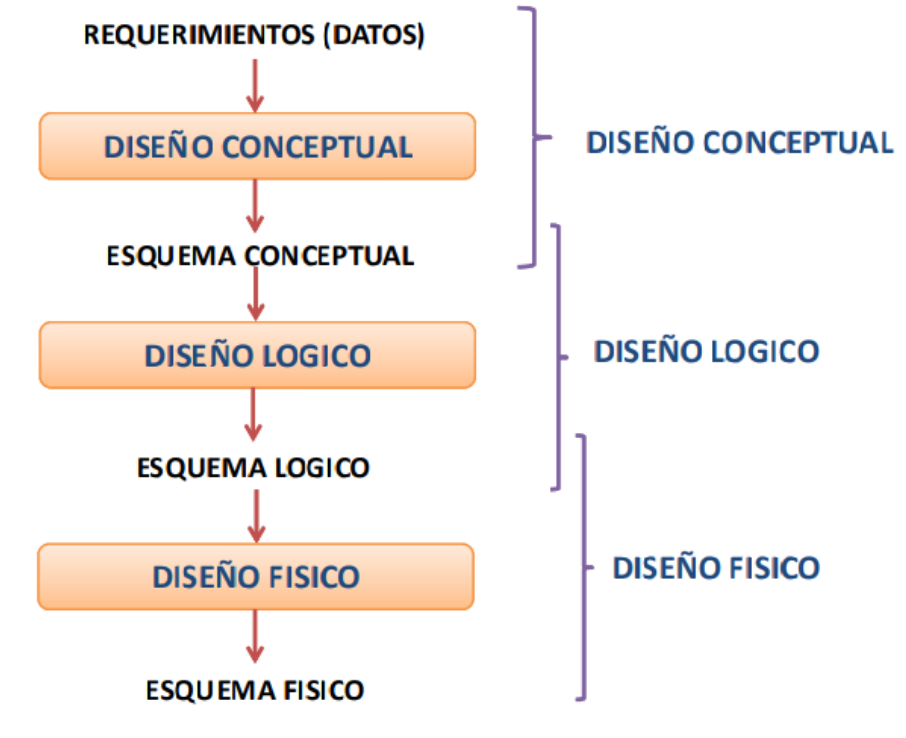 REQUERIMIENTOS (DATOS)
DISEÑO CONCEPTUAL
DISEÑO CONCEPTUAL
ESQUEMA CONCEPTUAL
DISEÑO LOGICO
DISEÑO LOGICO
ESQUEMA LOGICO
DISEÑO FISICO
DISEÑO FISICO
ESQUEMA FISICO